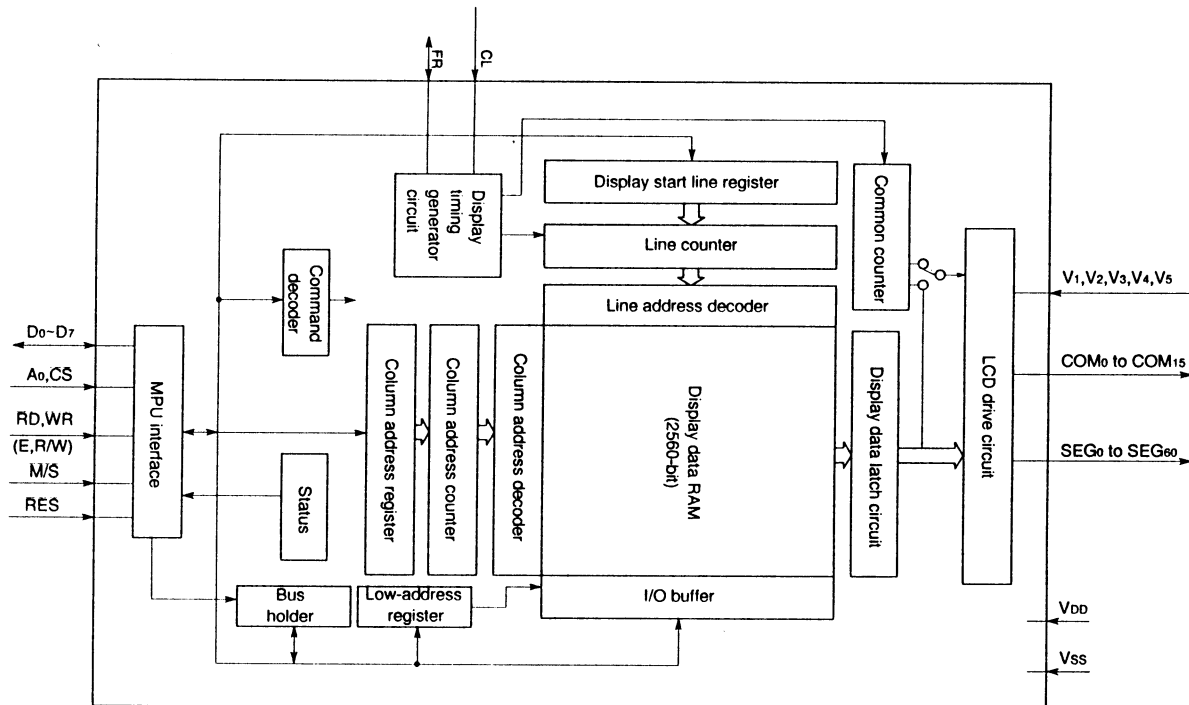 FR
CL
Display start line register
Display
timing
generator
circuit
Line counter
Common counter
Command
decoder
Line address decoder
V1,V2,V3,V4,V5
D0~D7
A0,CS
RD,WR
(E,R/W)
M/S
RES
MPU interface
Status
Column address register
Column address counter
Column address decoder
Display data RAM
(2560-bit)
Display data latch circuit
LCD drive circuit
COM0 to COM15
SEG0 to SEG60
Bus
holder
Low-address
register
I/O buffer
VDD
VSS